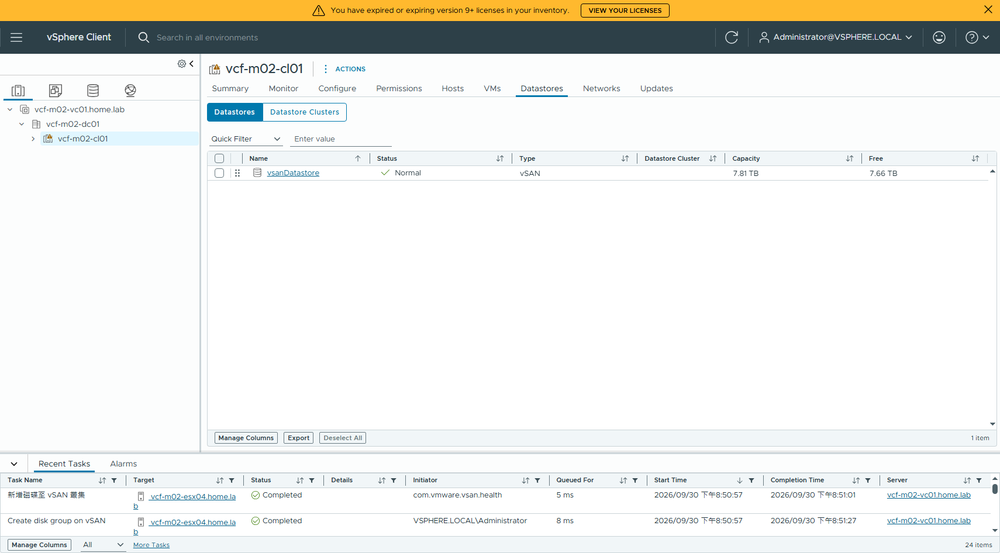 You have expired or expiring version 9+ licenses in your inventory. VIEW YOUR LICENSES
vSphere Client Search in all environments Administrator@VSPHERE.LOCAL
vcf-m02-vc01.home.lab
vcf-m02-dc01
vcf-m02-cl01
vcf-m02-cl01 ACTIONS
Summary Monitor Configure Permissions Hosts VMs Datastores Networks Updates
Datastores Datastore Clusters
Quick Filter Enter value
Name Status Type Datastore Cluster Capacity Free
vsanDatastore Normal vSAN 7.81 TB 7.66 TB
Manage Columns Export Deselect All 1 item
Recent Tasks Alarms
Task Name Target Status Details Initiator Queued For Start Time Completion Time Server
新增磁碟至 vSAN 叢集 vcf-m02-esx04.home.la Completed com.vmware.vsan.health 5 ms 2026/09/30 下午8:50:57 2026/09/30 下午8:51:01 vcf-m02-vc01.home.lab
b
Create disk group on vSAN vcf-m02-esx04.home.la Completed VSPHERE.LOCAL\Administrator 8 ms 2026/09/30 下午8:50:57 2026/09/30 下午8:51:27 vcf-m02-vc01.home.lab
b
Manage Columns All More Tasks 24 items